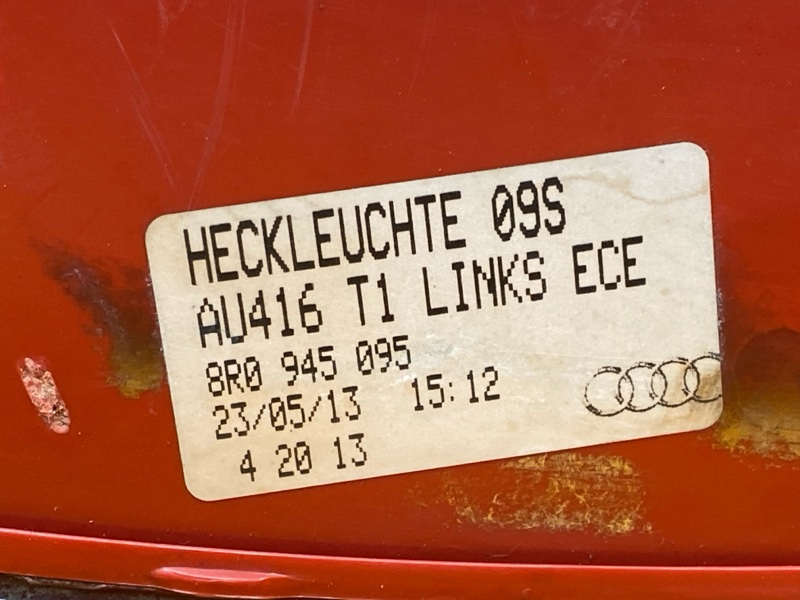 HECKLEUCHTE 09S
AU416 T1 LINKS ECE
8R0 945 095
23/05/13 15:12
4 20 13